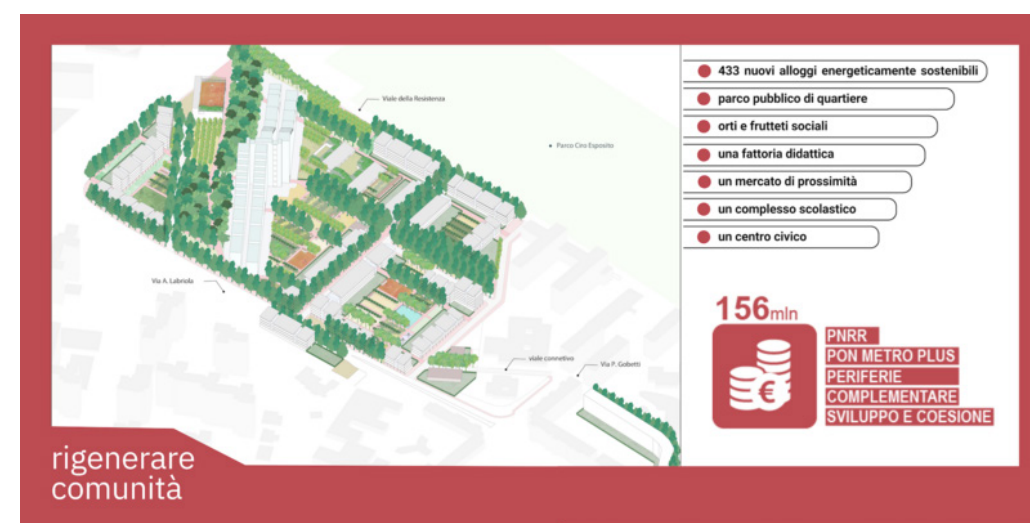 Viale della Resistenza
Parco Ciro Esposito
Via A. Labriola
viale connetivo
Via P. Gobetti
433 nuovi alloggi energeticamente sostenibili
parco pubblico di quartiere
orti e frutteti sociali
una fattoria didattica
un mercato di prossimità
un complesso scolastico
un centro civico
156mln
€
PNRR
PON METRO PLUS
PERIFERIE
COMPLEMENTARE
SVILUPPO E COESIONE
rigenerare
comunità